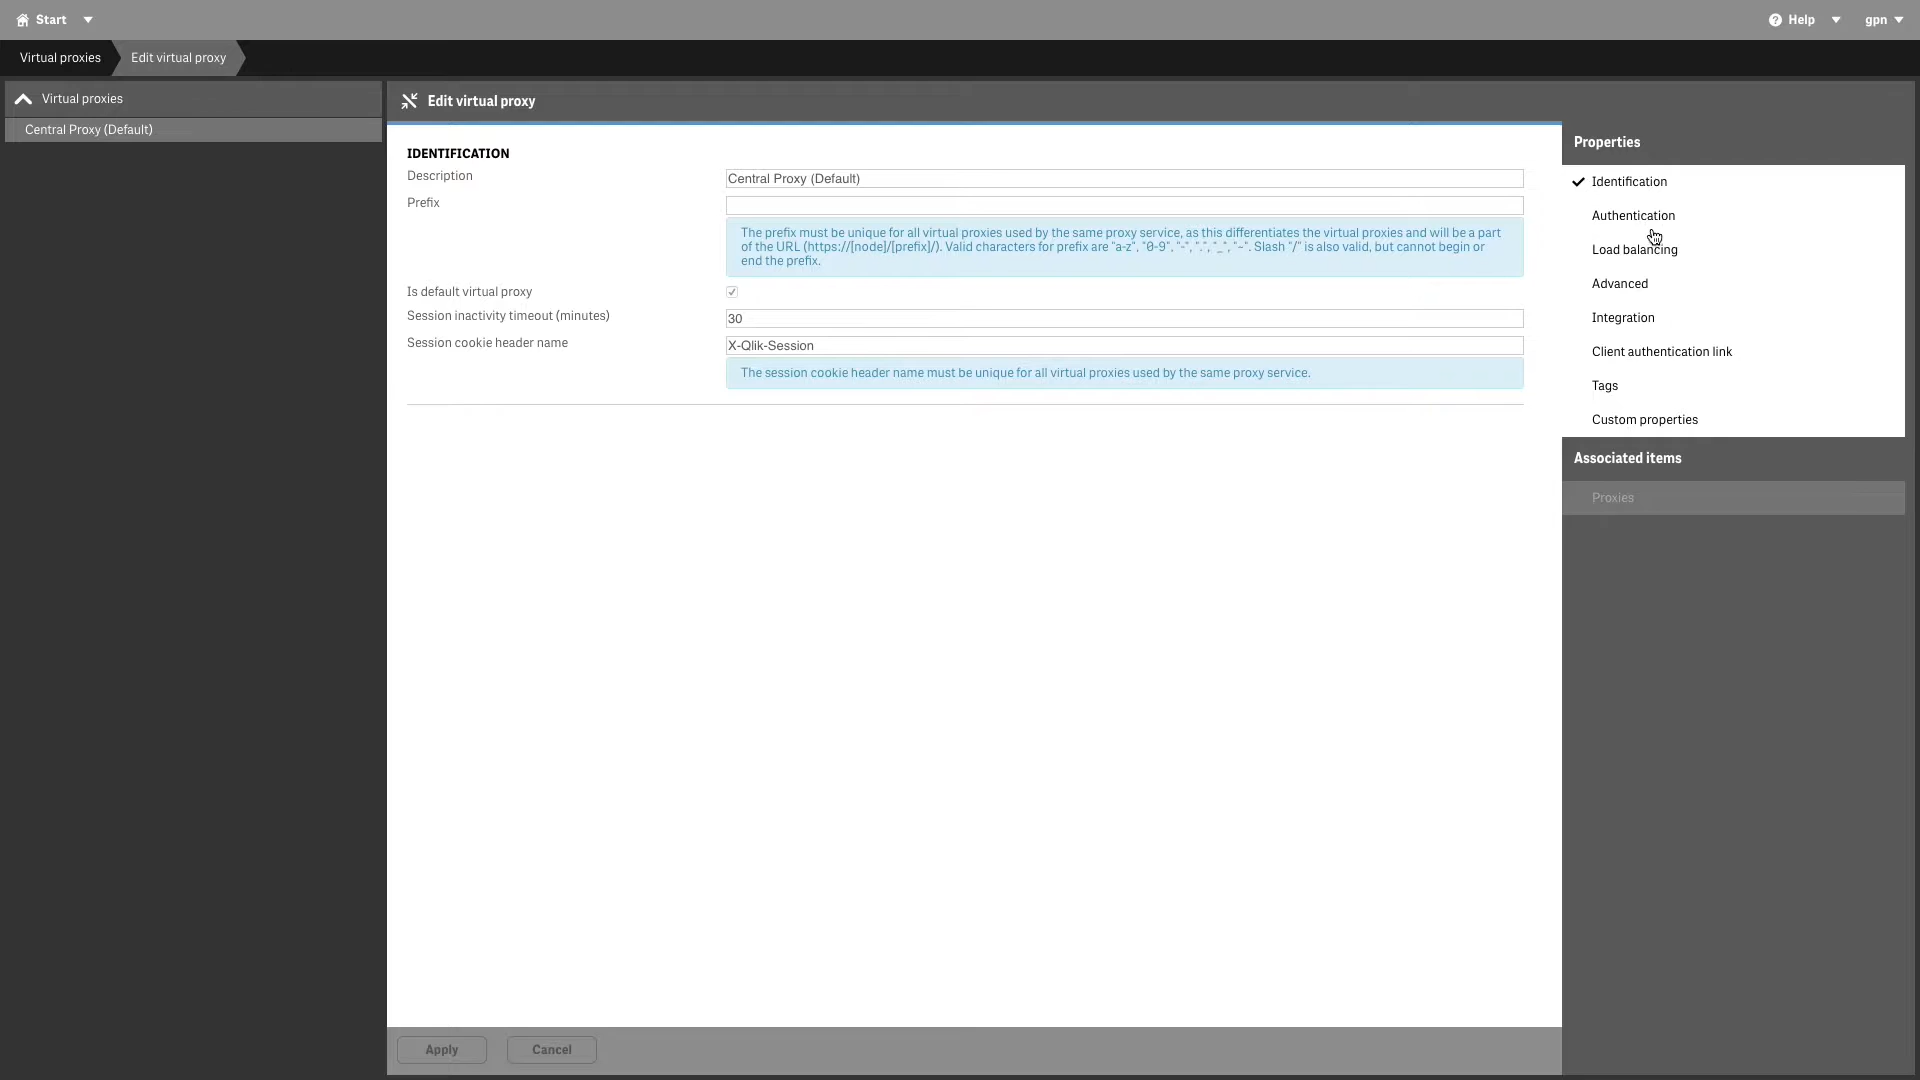 Start
Help
gpn
Virtual proxies
Edit virtual proxy
Virtual proxies
Central Proxy (Default)
Edit virtual proxy
IDENTIFICATION
Description
Central Proxy (Default)
Prefix
The prefix must be unique for all virtual proxies used by the same proxy service, as this differentiates the virtual proxies and will be a part
of the URL (https://[node]/[prefix]/). Valid characters for prefix are "a-z", "0-9", "-", ".", "_", "~". Slash "/" is also valid, but cannot begin or
end the prefix.
Is default virtual proxy
Session inactivity timeout (minutes)
30
Session cookie header name
X-Qlik-Session
The session cookie header name must be unique for all virtual proxies used by the same proxy service.
Apply
Cancel
Properties
Identification
Authentication
Load balancing
Advanced
Integration
Client authentication link
Tags
Custom properties
Associated items
Proxies